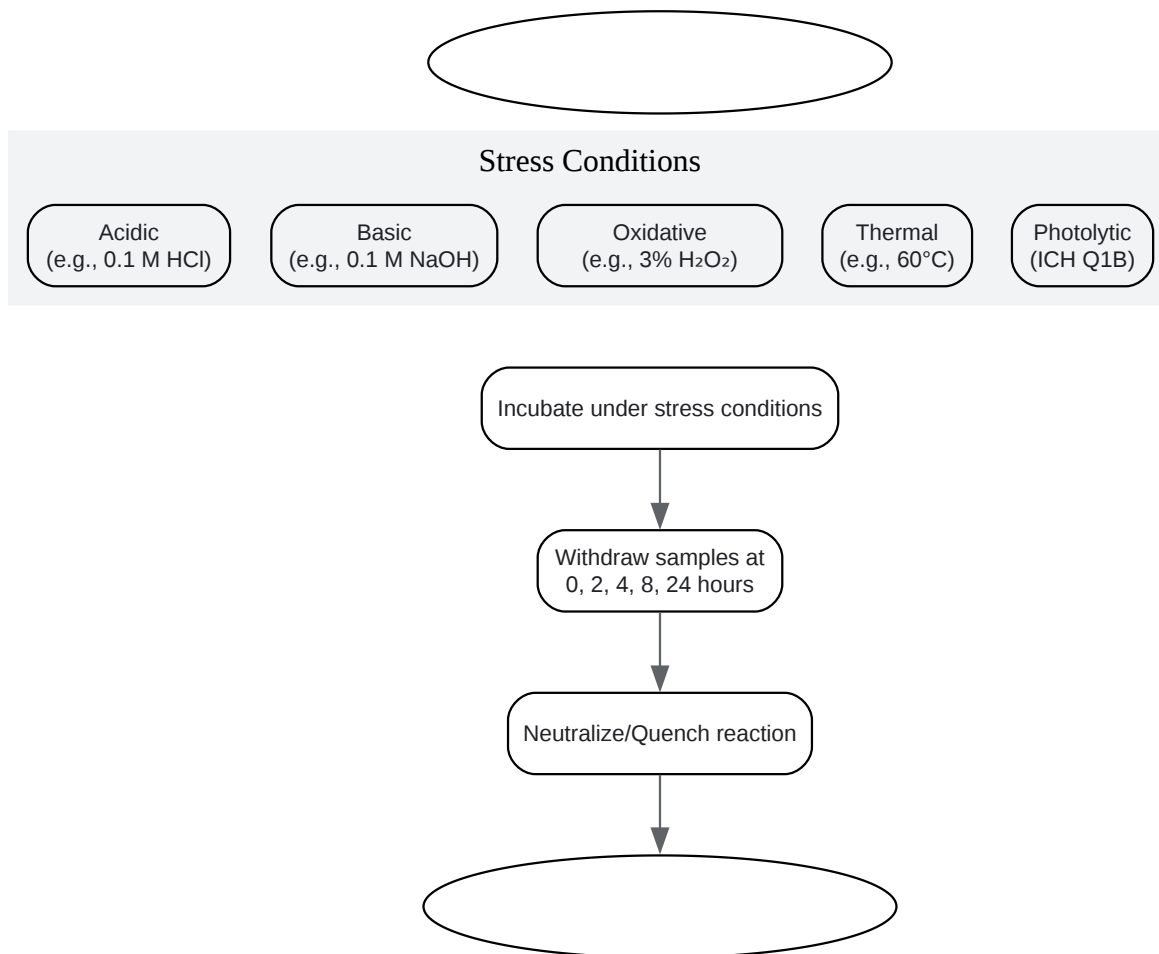 Stress Conditions
Acidic
(e.g., 0.1 M HCl)
Basic
(e.g., 0.1 M NaOH)
Oxidative
(e.g., 3% H₂O₂)
Thermal
(e.g., 60°C)
Photolytic
(ICH Q1B)
Incubate under stress conditions
Withdraw samples at
0, 2, 4, 8, 24 hours
Neutralize/Quench reaction